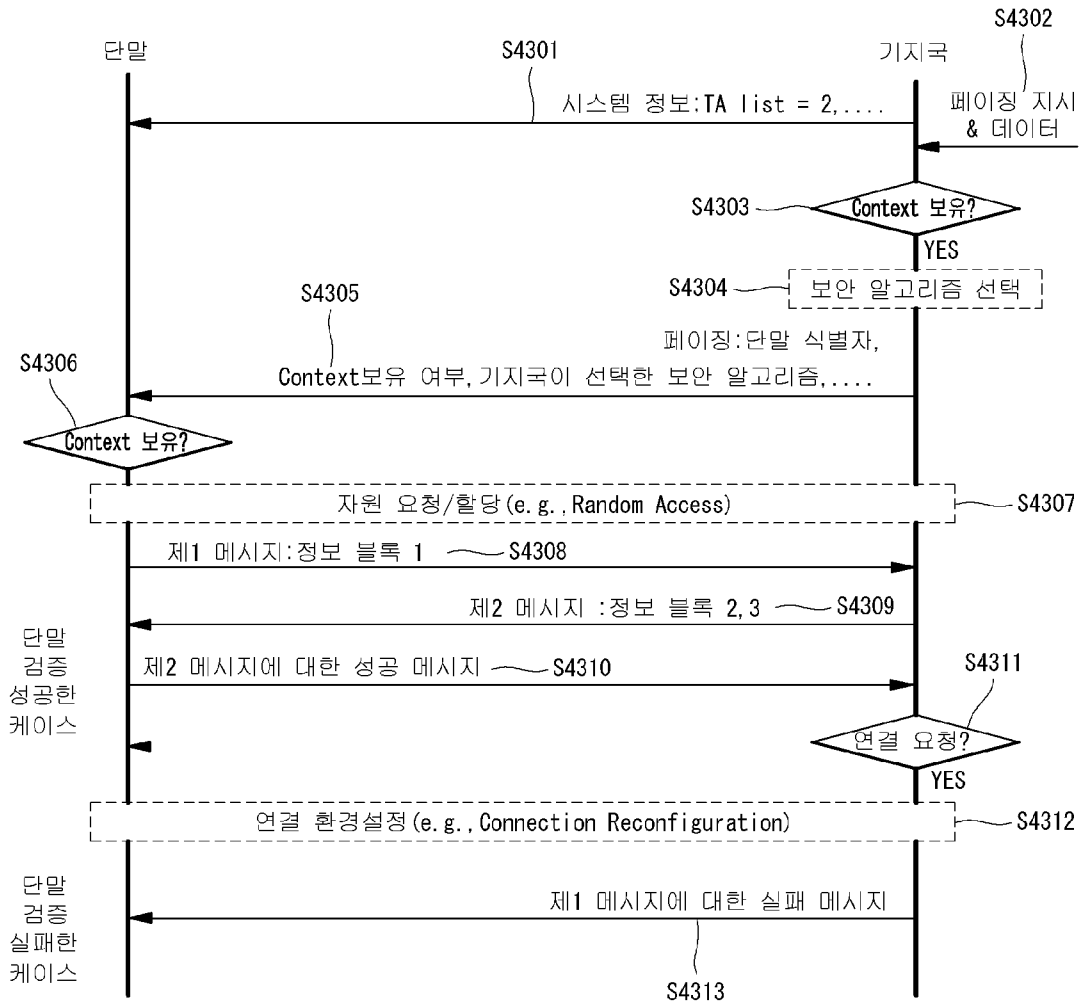 S4302
단말
S4301
기지국
시스템 정보:TA list = 2,....
페이징 지시
& 데이터
S4303
Context 보유?
YES
S4304
보안 알고리즘 선택
S4305
페이징:단말 식별자,
Context보유 여부,기지국이 선택한 보안 알고리즘,....
S4306
Context 보유?
자원 요청/할당(e.g.,Random Access)
S4307
제1 메시지:정보 블록 1
S4308
제2 메시지 :정보 블록 2,3
S4309
단말
검증
성공한
케이스
제2 메시지에 대한 성공 메시지
S4310
S4311
연결 요청?
YES
연결 환경설정(e.g.,Connection Reconfiguration)
S4312
단말
검증
실패한
케이스
제1 메시지에 대한 실패 메시지
S4313